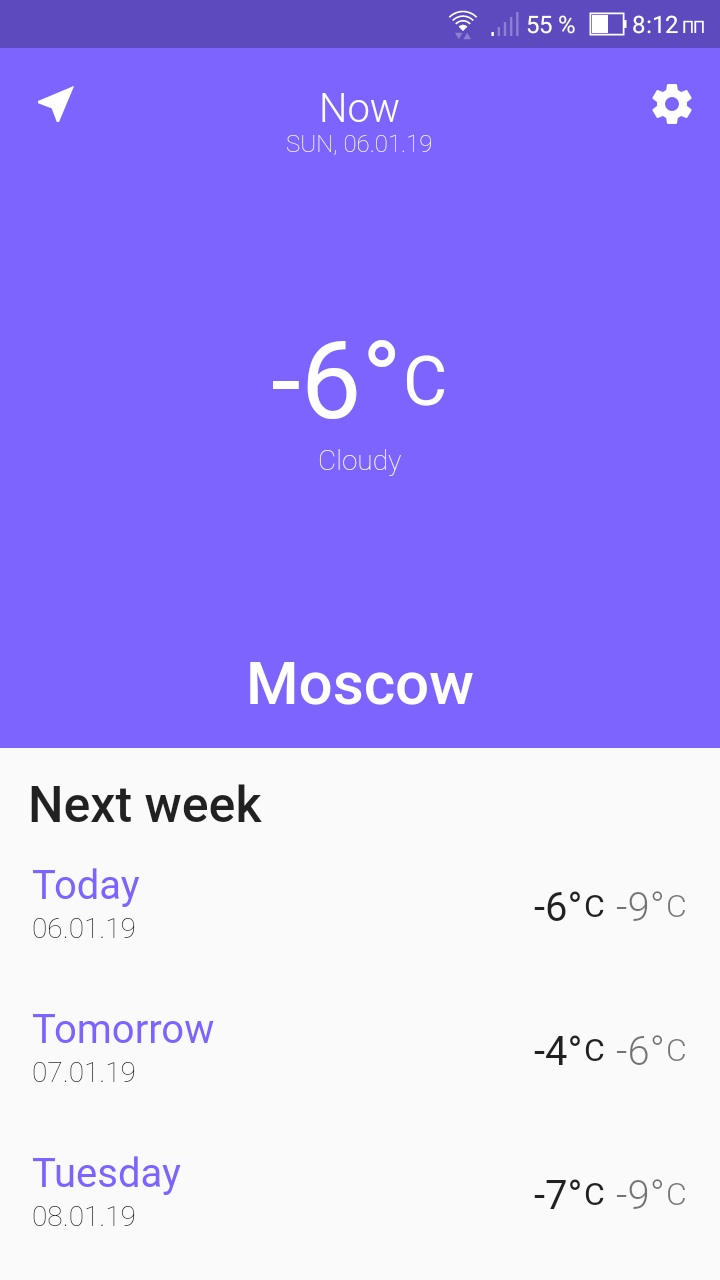 55 % 8:12 пп
Now
SUN, 06.01.19
-6°C
Cloudy
Moscow
Next week
Today
-6°C -9°C
06.01.19
Tomorrow
-4°C -6°C
07.01.19
Tuesday
-7°C -9°C
08.01.19